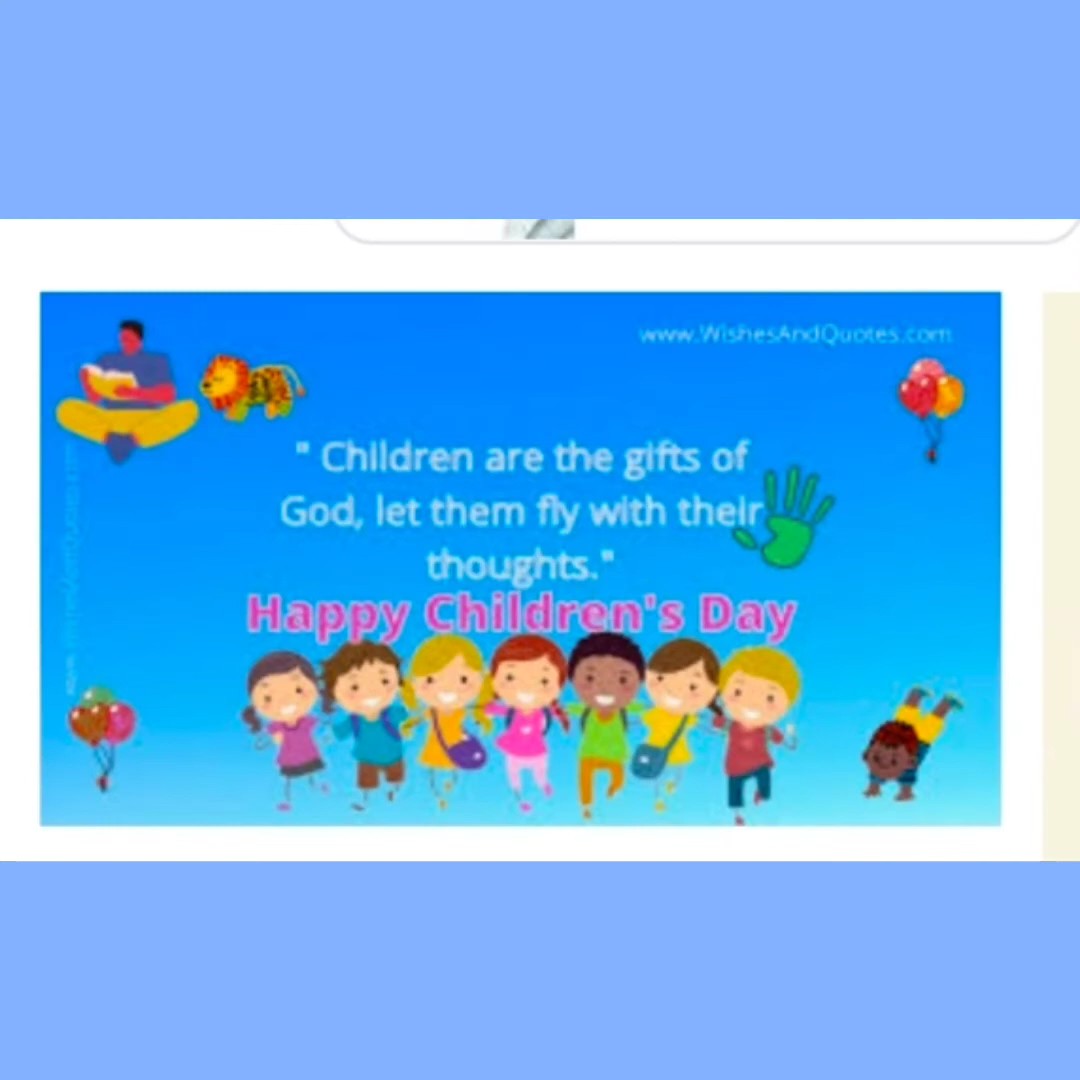 www.WishesAndQuotes.com
" Children are the gifts of
God, let them fly with their
thoughts."
Happy Children's Day